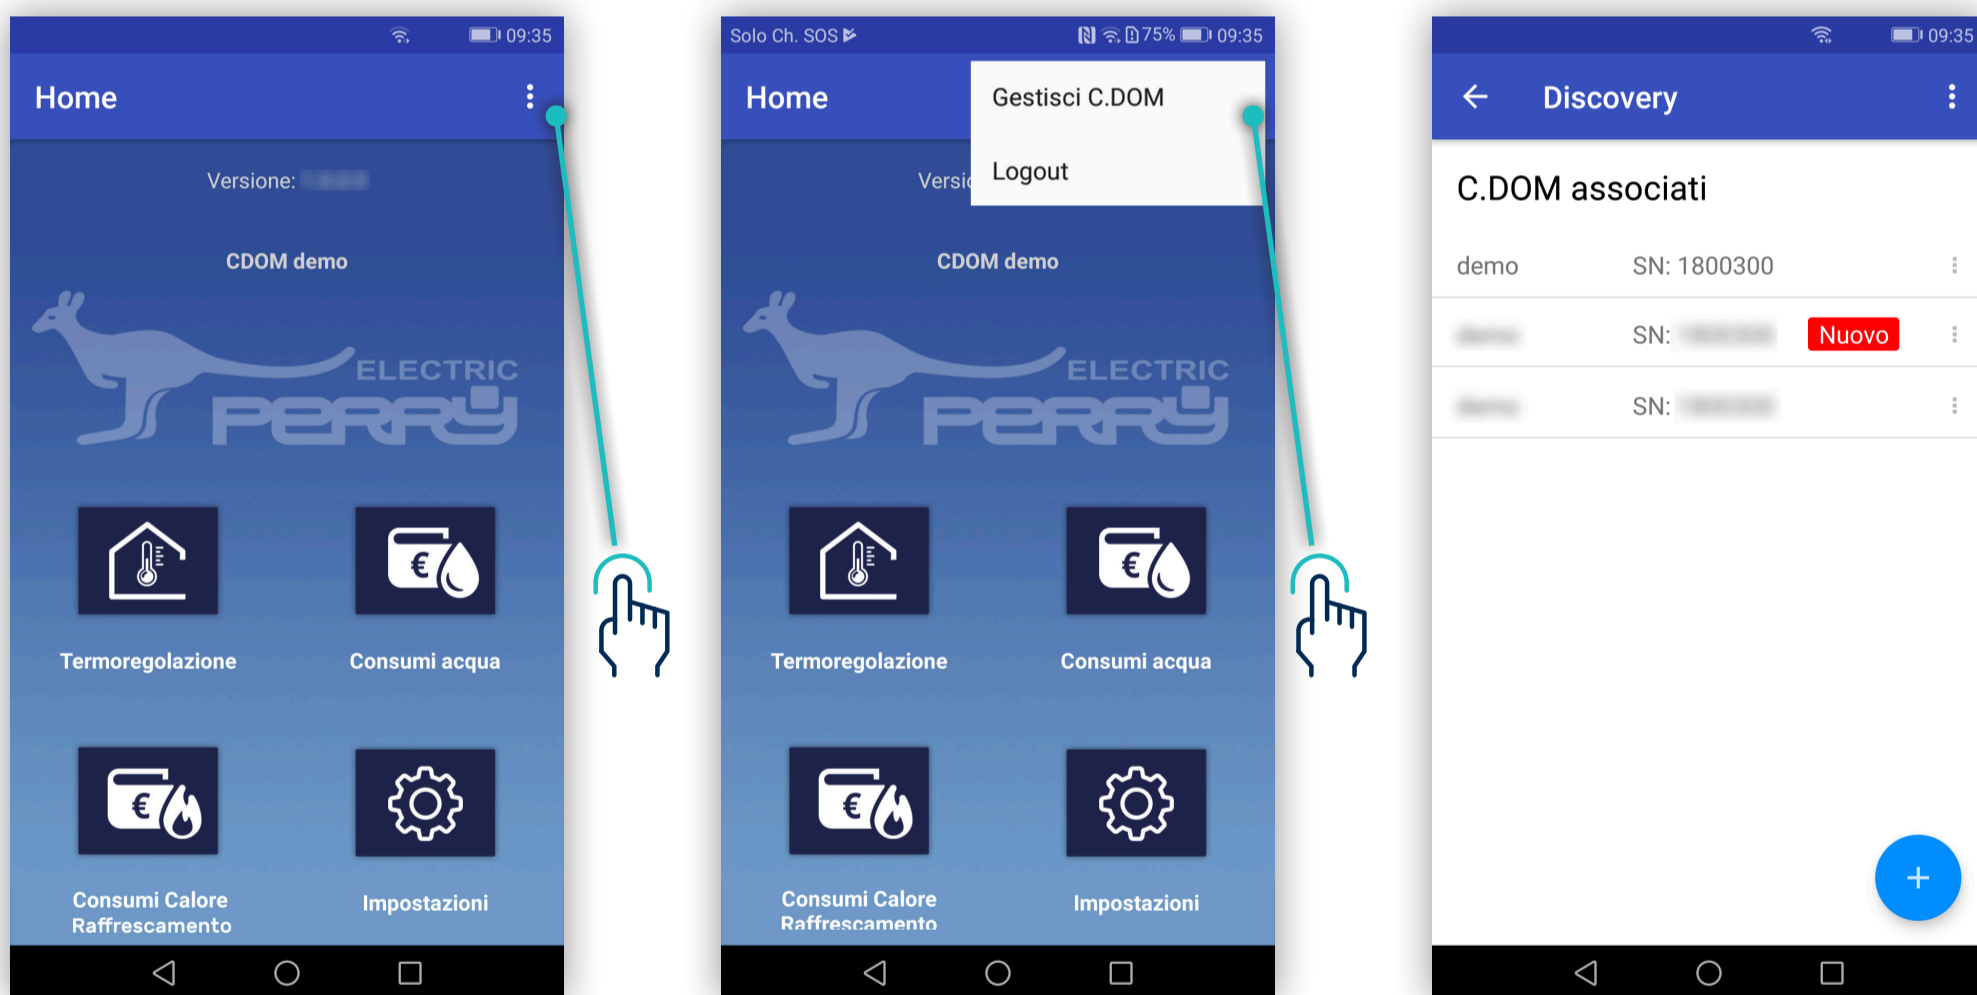 09:35
Home
Versione:
CDOM demo
ELECTRIC
PERRY
€
Termoregolazione
Consumi acqua
€
Consumi Calore
Raffrescamento
Impostazioni
Solo Ch. SOS
75% 09:35
Home
Gestisci C.DOM
Logout
CDOM demo
ELECTRIC
PERRY
€
Termoregolazione
Consumi acqua
€
Consumi Calore
Raffrescamento
Impostazioni
09:35
Discovery
C.DOM associati
demo SN: 1800300
SN: Nuovo
SN:
+